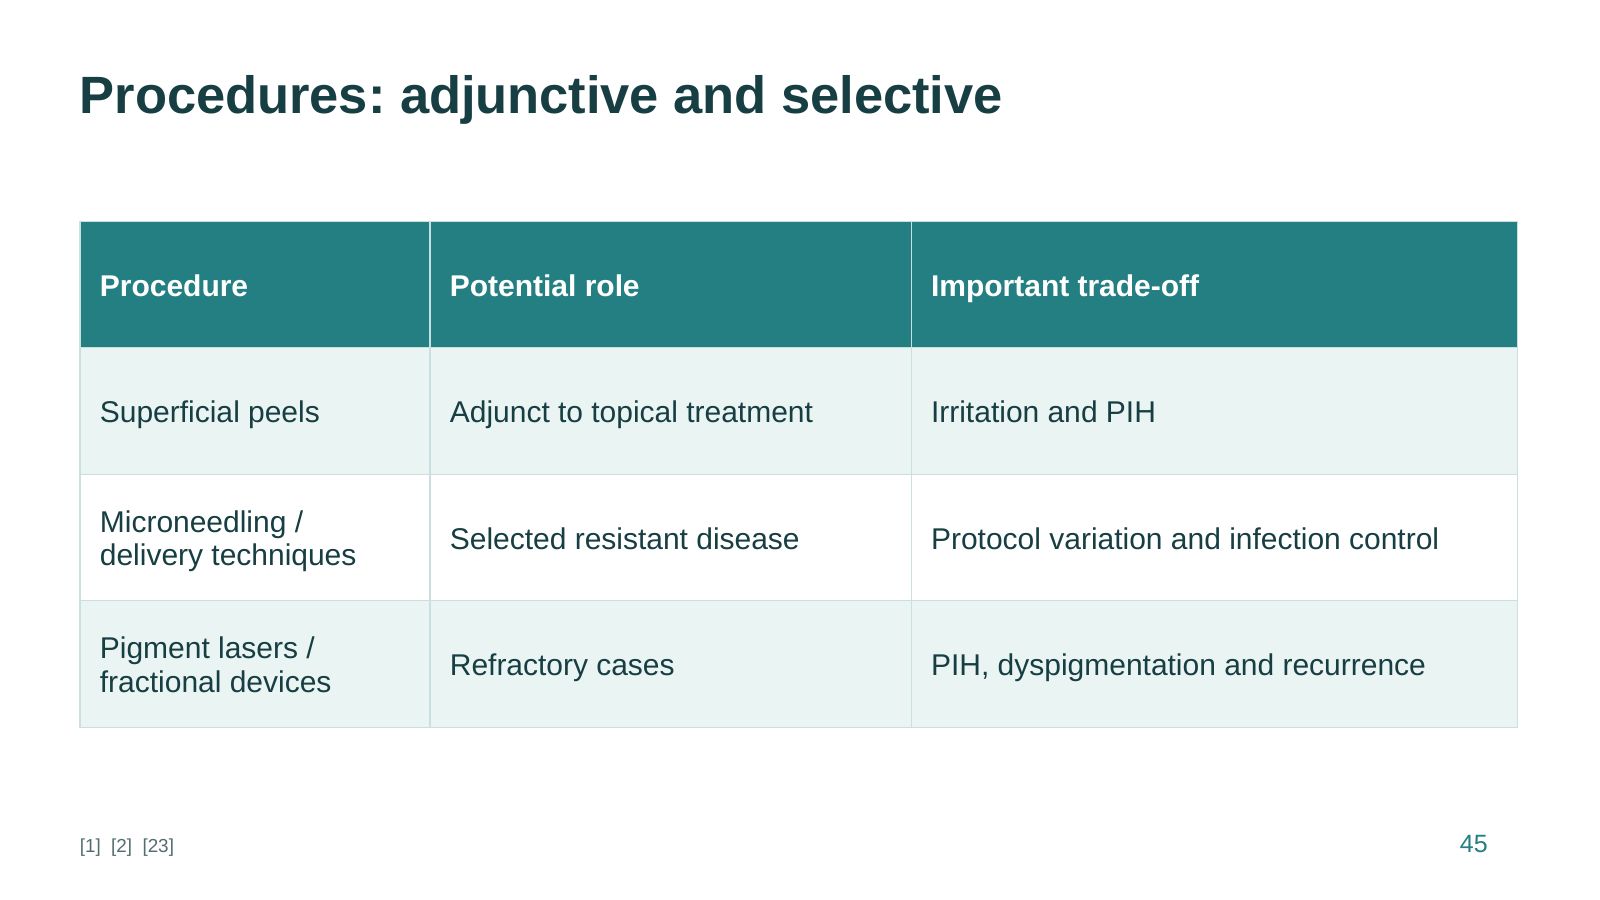 Procedures: adjunctive and selective
Procedure
Potential role
Important trade-off
Superficial peels
Adjunct to topical treatment
Irritation and PIH
Microneedling /
delivery techniques
Selected resistant disease
Protocol variation and infection control
Pigment lasers /
fractional devices
Refractory cases
PIH, dyspigmentation and recurrence
[1] [2] [23]
45